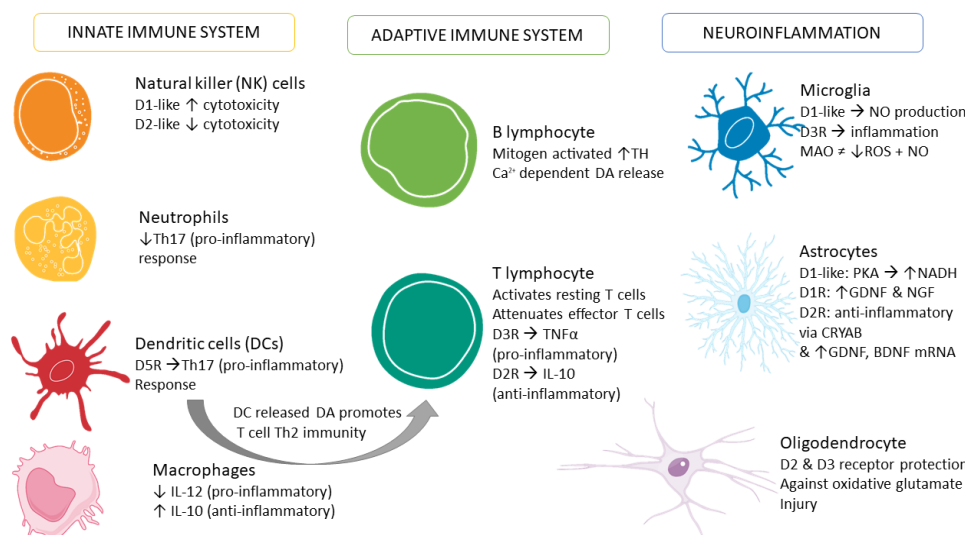 INNATE IMMUNE SYSTEM
Natural killer (NK) cells
D1-like ↑ cytotoxicity
D2-like ↓ cytotoxicity
Neutrophils
↓Th17 (pro-inflammatory)
response
Dendritic cells (DCs)
D5R →Th17 (pro-inflammatory)
Response
DC released DA promotes
T cell Th2 immunity
Macrophages
↓ IL-12 (pro-inflammatory)
↑ IL-10 (anti-inflammatory)
ADAPTIVE IMMUNE SYSTEM
B lymphocyte
Mitogen activated ↑TH
Ca²⁺ dependent DA release
T lymphocyte
Activates resting T cells
Attenuates effector T cells
D3R → TNFα
(pro-inflammatory)
D2R → IL-10
(anti-inflammatory)
NEUROINFLAMMATION
Microglia
D1-like → NO production
D3R → inflammation
MAO ≠ ↓ROS + NO
Astrocytes
D1-like: PKA → ↑NADH
D1R: ↑GDNF & NGF
D2R: anti-inflammatory
via CRYAB
& ↑GDNF, BDNF mRNA
Oligodendrocyte
D2 & D3 receptor protection
Against oxidative glutamate
Injury